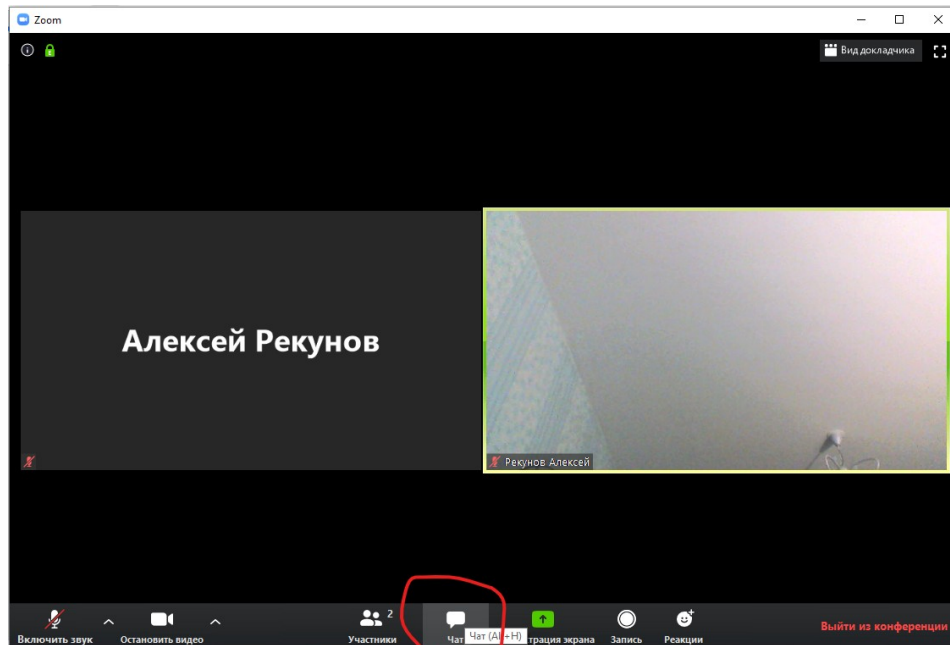 Zoom
Вид докладчика
Алексей Рекунов
Рекунов Алексей
2
Включить звук
Остановить видео
Участники
Чат
Чат (Alt+H)
трация экрана
Запись
Реакции
Выйти из конференции